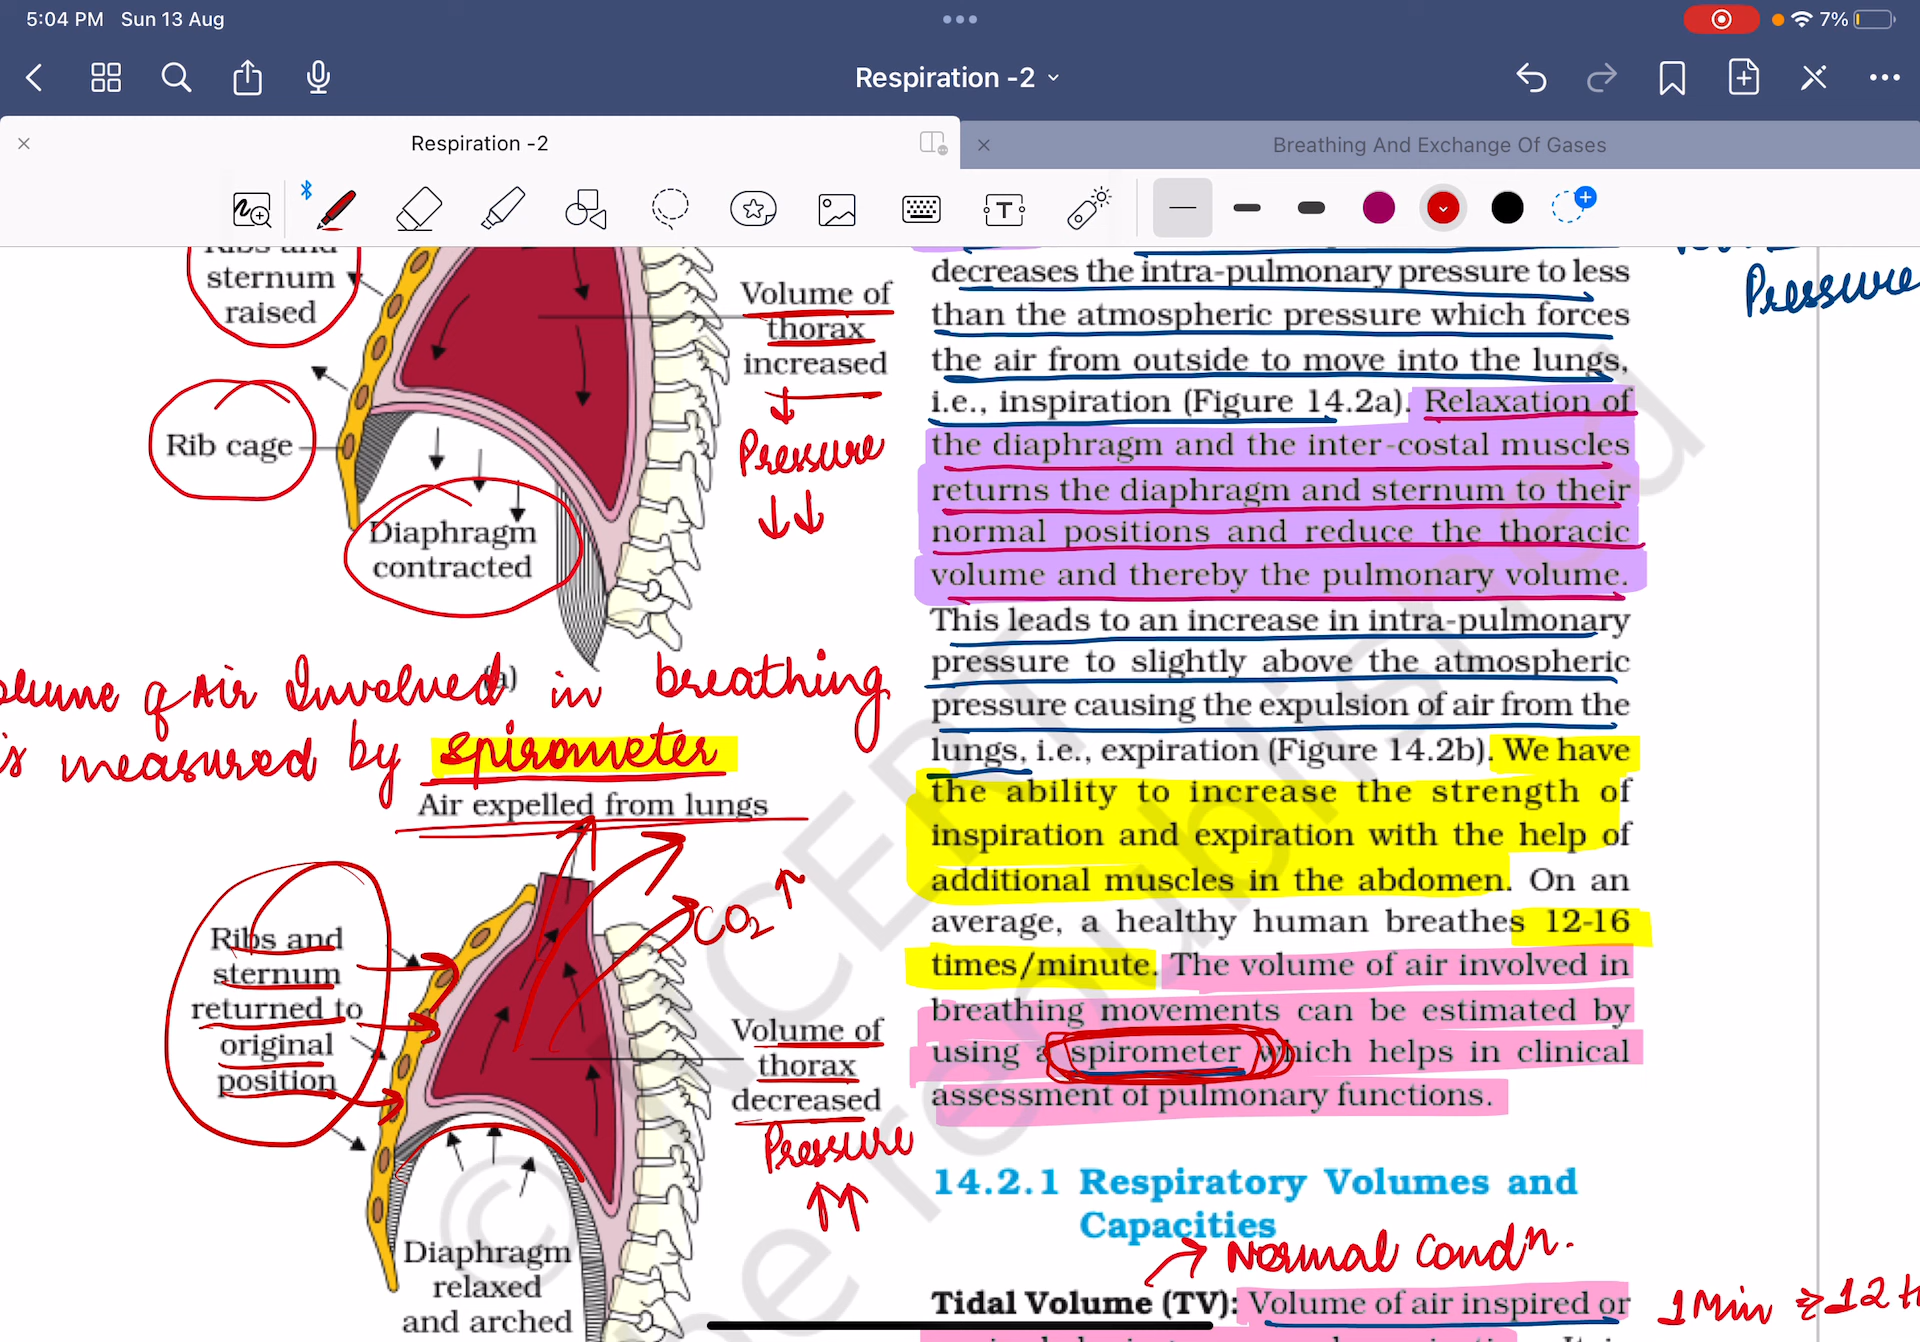 5:04 PM Sun 13 Aug
7%
Respiration -2
Respiration -2
Breathing And Exchange Of Gases
Ribs and
sternum
raised
Rib cage
Diaphragm
contracted
Volume of
thorax
increased
Pressure
Pressure
decreases the intra-pulmonary pressure to less
than the atmospheric pressure which forces
the air from outside to move into the lungs,
i.e., inspiration (Figure 14.2a). Relaxation of
the diaphragm and the inter-costal muscles
returns the diaphragm and sternum to their
normal positions and reduce the thoracic
volume and thereby the pulmonary volume.
This leads to an increase in intra-pulmonary
pressure to slightly above the atmospheric
pressure causing the expulsion of air from the
lungs, i.e., expiration (Figure 14.2b). We have
the ability to increase the strength of
inspiration and expiration with the help of
additional muscles in the abdomen. On an
average, a healthy human breathes 12-16
times/minute. The volume of air involved in
breathing movements can be estimated by
using a spirometer which helps in clinical
assessment of pulmonary functions.
olume of Air Involved in breathing
is measured by spirometer
Air expelled from lungs
CO2 ↑
Ribs and
sternum
returned to
original
position
Volume of
thorax
decreased
Pressure
↑↑
Diaphragm
relaxed
and arched
14.2.1 Respiratory Volumes and
Capacities
→ Normal Condn.
Tidal Volume (TV): Volume of air inspired or
1 Min
© NCERT
republished